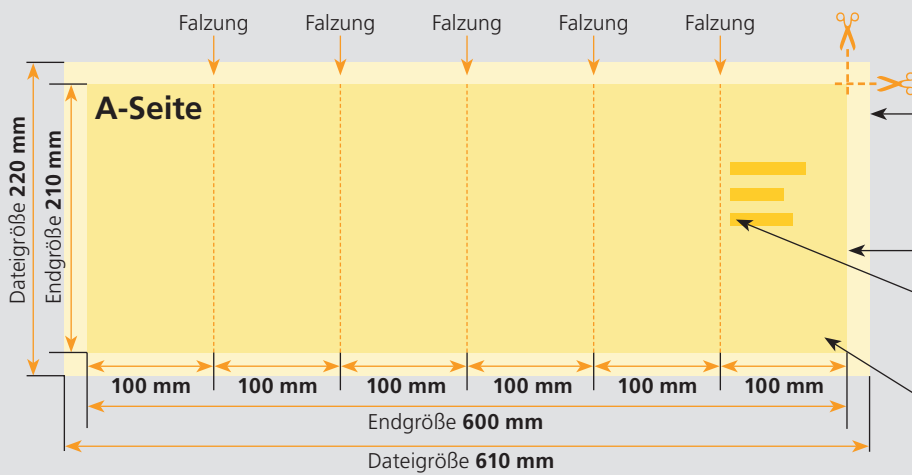 Falzung Falzung Falzung Falzung Falzung
A-Seite
Dateigröße 220 mm
Endgröße 210 mm
100 mm 100 mm 100 mm 100 mm 100 mm 100 mm
Endgröße 600 mm
Dateigröße 610 mm